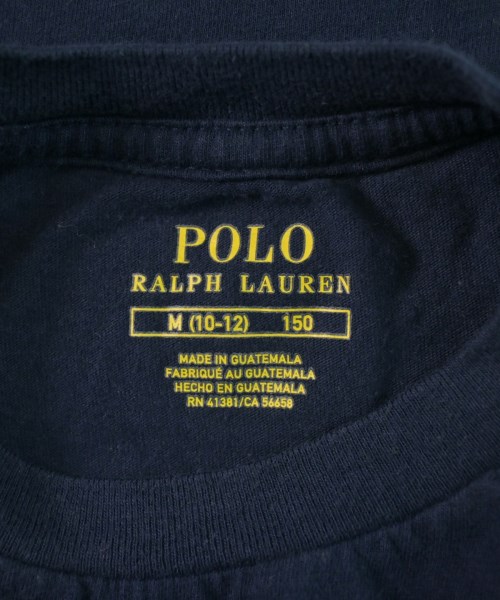 POLO
RALPH LAUREN
M (10-12) 150
MADE IN GUATEMALA
FABRIQUÉ AU GUATEMALA
HECHO EN GUATEMALA
RN 41381/CA 56658